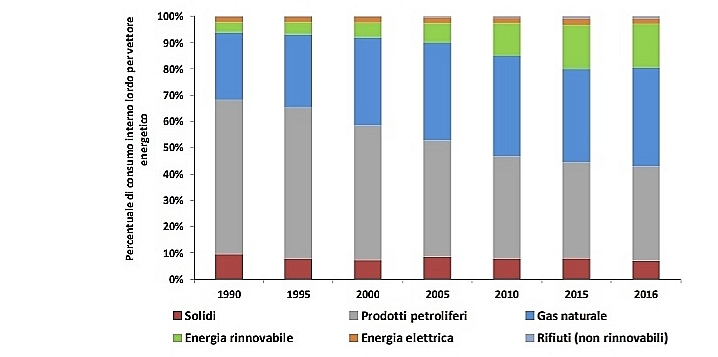 Percentuale di consumo interno lordo per vettore
energetico
100%
90%
80%
70%
60%
50%
40%
30%
20%
10%
0%
1990 1995 2000 2005 2010 2015 2016
Solidi Prodotti petroliferi Gas naturale
Energia rinnovabile Energia elettrica Rifiuti (non rinnovabili)